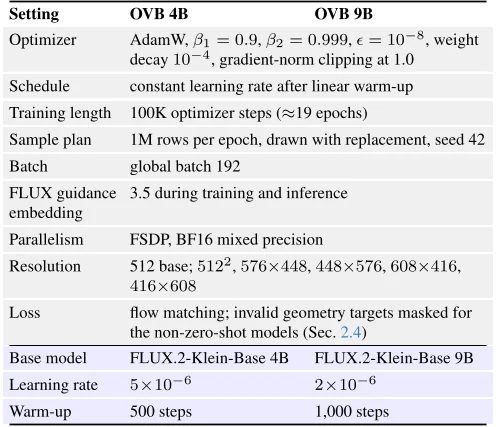 Setting OVB 4B OVB 9B
Optimizer AdamW, β₁ = 0.9, β₂ = 0.999, ϵ = 10⁻⁸, weight
decay 10⁻⁴, gradient-norm clipping at 1.0
Schedule constant learning rate after linear warm-up
Training length 100K optimizer steps (≈19 epochs)
Sample plan 1M rows per epoch, drawn with replacement, seed 42
Batch global batch 192
FLUX guidance 3.5 during training and inference
embedding
Parallelism FSDP, BF16 mixed precision
Resolution 512 base; 512², 576×448, 448×576, 608×416,
416×608
Loss flow matching; invalid geometry targets masked for
the non-zero-shot models (Sec. 2.4)
Base model FLUX.2-Klein-Base 4B FLUX.2-Klein-Base 9B
Learning rate 5×10⁻⁶ 2×10⁻⁶
Warm-up 500 steps 1,000 steps